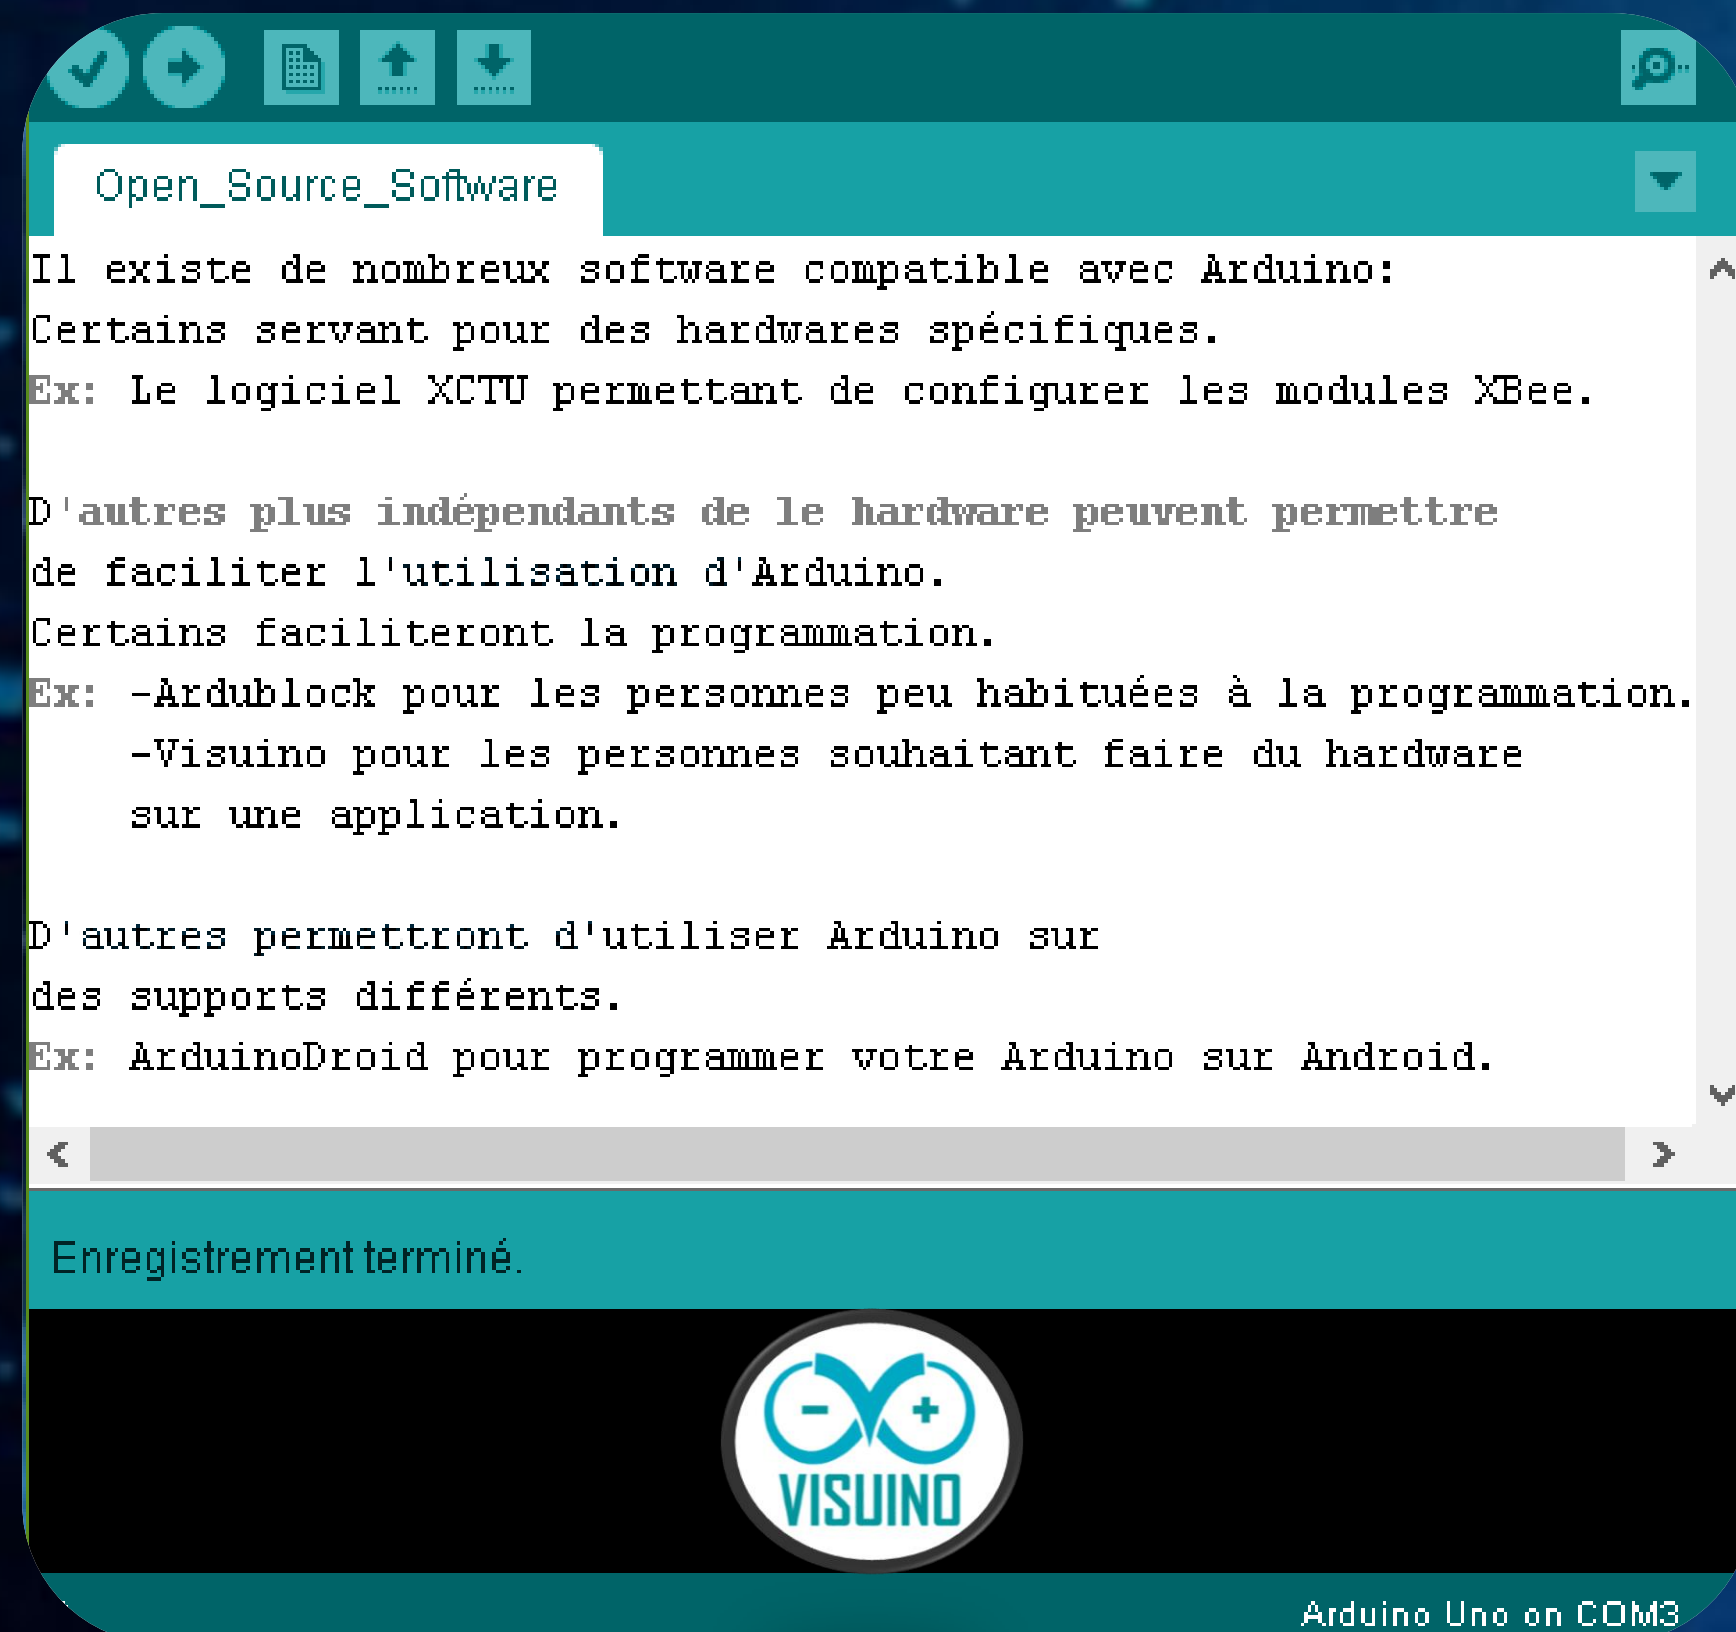 Open_Source_Software
Il existe de nombreux software compatible avec Arduino:
Certains servant pour des hardwares spécifiques.
Ex: Le logiciel XCTU permettant de configurer les modules XBee.
D'autres plus indépendants de le hardware peuvent permettre
de faciliter l'utilisation d'Arduino.
Certains faciliteront la programmation.
Ex: -Ardublock pour les personnes peu habituées à la programmation.
-Visuino pour les personnes souhaitant faire du hardware
sur une application.
D'autres permettront d'utiliser Arduino sur
des supports différents.
Ex: ArduinoDroid pour programmer votre Arduino sur Android.
Enregistrement terminé.
VISUINO
Arduino Uno on COM3